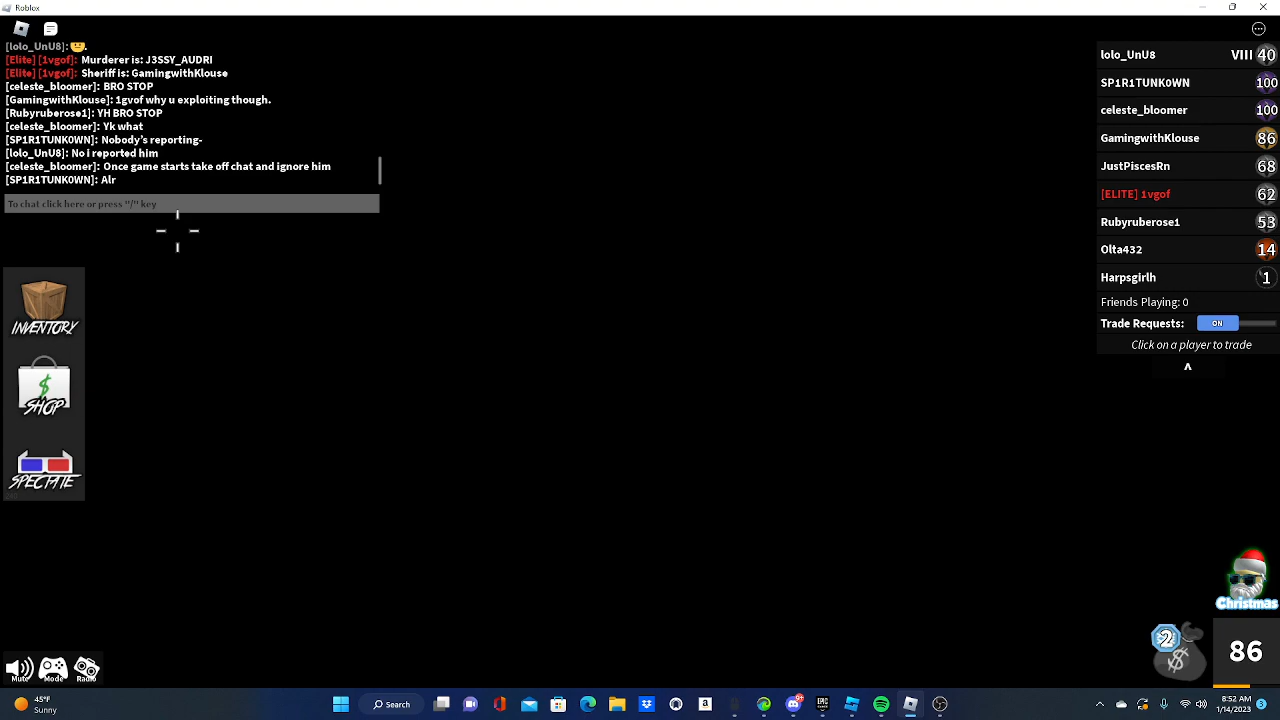 Roblox
[lolo_UnU8]: 🙂.
[Elite] [1vgof]: Murderer is: J3SSY_AUDRI
[Elite] [1vgof]: Sheriff is: GamingwithKlouse
[celeste_bloomer]: BRO STOP
[GamingwithKlouse]: 1gvof why u exploiting though.
[Rubyruberose1]: YH BRO STOP
[celeste_bloomer]: Yk what
[SP1R1TUNK0WN]: Nobody's reporting-
[lolo_UnU8]: No i reported him
[celeste_bloomer]: Once game starts take off chat and ignore him
[SP1R1TUNK0WN]: Alr
To chat click here or press "/" key
INVENTORY
SHOP
SPECTATE
lolo_UnU8 VIII 40
SP1R1TUNK0WN 100
celeste_bloomer 100
GamingwithKlouse 86
JustPiscesRn 68
[ELITE] 1vgof 62
Rubyruberose1 53
Olta432 14
Harpsgirlh 1
Friends Playing: 0
Trade Requests: ON
Click on a player to trade
Christmas
2
86
Mute Mode Radio
45°F
Sunny
Search
8:52 AM
1/14/2023
3